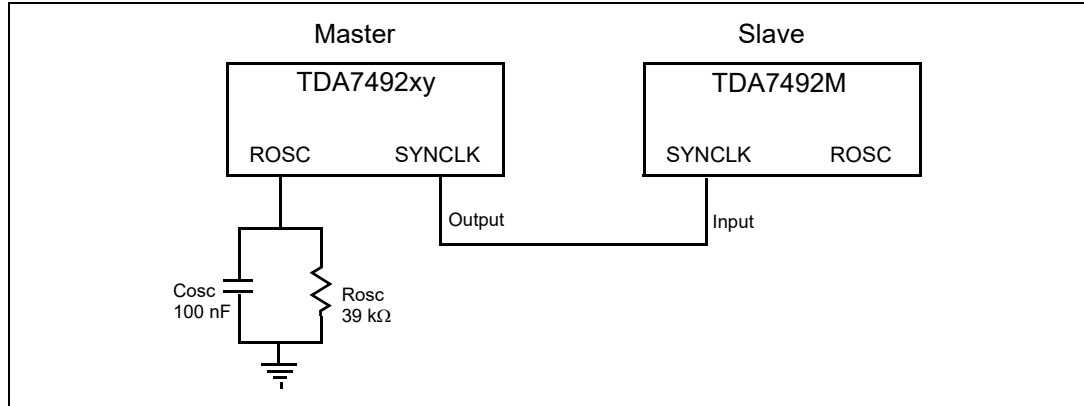 Master
Slave
TDA7492xy
TDA7492M
ROSC SYNCLK
SYNCLK ROSC
Output
Input
Cosc
100 nF
Rosc
39 kΩ